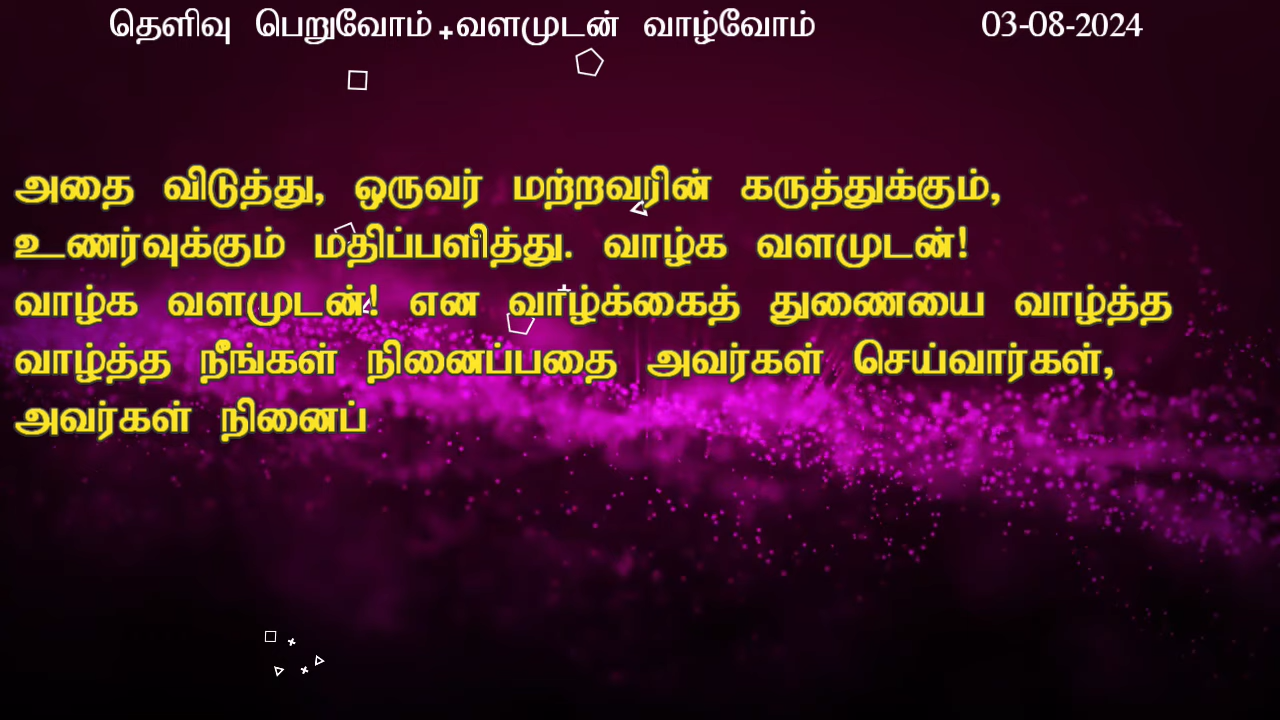 தெளிவு பெறுவோம்+வளமுடன் வாழ்வோம் 03-08-2024
அதை விடுத்து, ஒருவர் மற்றவரின் கருத்துக்கும்,
உணர்வுக்கும் மதிப்பளித்து. வாழ்க வளமுடன்!
வாழ்க வளமுடன்! என வாழ்க்கைத் துணையை வாழ்த்த
வாழ்த்த நீங்கள் நினைப்பதை அவர்கள் செய்வார்கள்,
அவர்கள் நினைப்